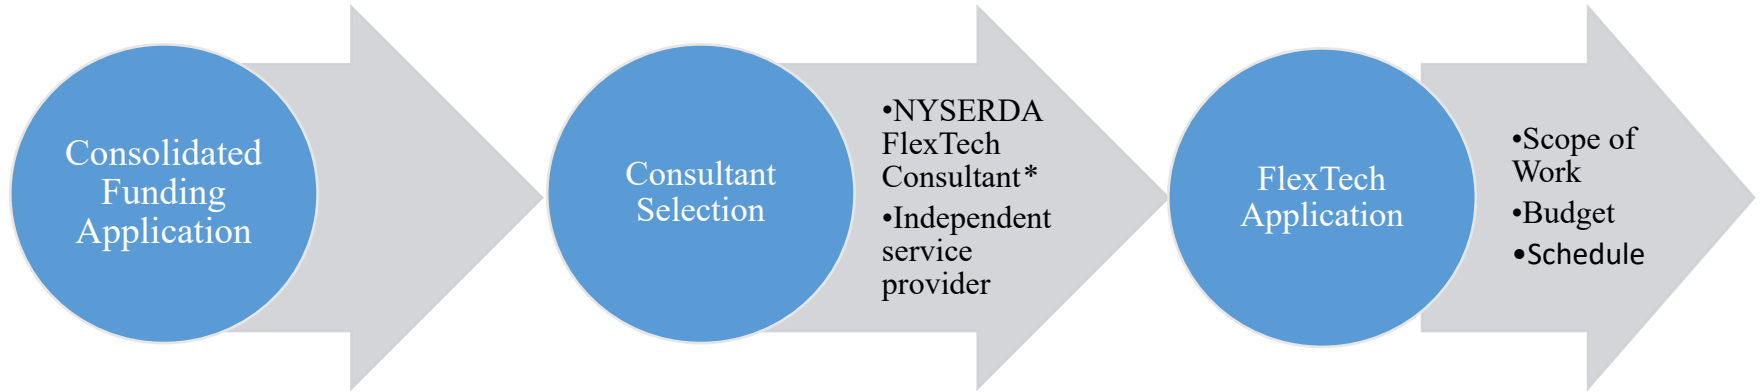 Consolidated
Funding
Application
Consultant
Selection
•NYSERDA
FlexTech
Consultant*
•Independent
service
provider
FlexTech
Application
•Scope of
Work
•Budget
•Schedule